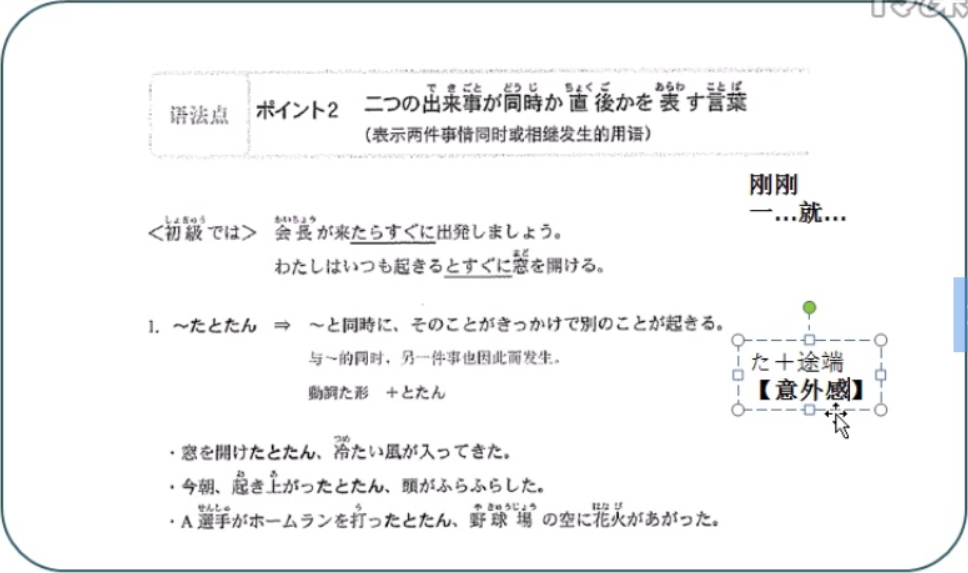 语法点
ポイント2 二つの出来事が同時か直後かを表す言葉
(表示两件事情同时或相继发生的用语)
刚刚
一…就…
＜初級では＞ 会長が来たらすぐに出発しましょう。
わたしはいつも起きるとすぐに窓を開ける。
1. ～たとたん ⇒ ～と同時に、そのことがきっかけで別のことが起きる。
与～的同时，另一件事也因此而发生。
動詞た形 ＋とたん
た＋途端
【意外感】
・窓を開けたとたん、冷たい風が入ってきた。
・今朝、起き上がったとたん、頭がふらふらした。
・A選手がホームランを打ったとたん、野球場の空に花火があがった。